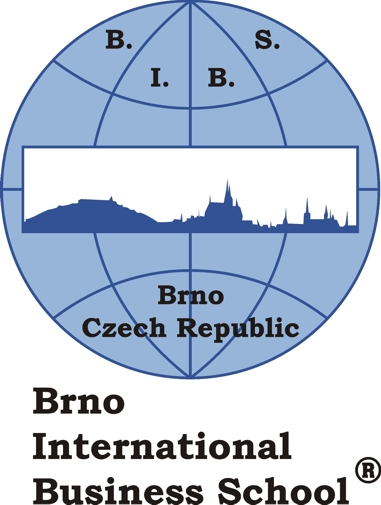 B. S.
I. B.
Brno
Czech Republic
Brno
International
Business School®